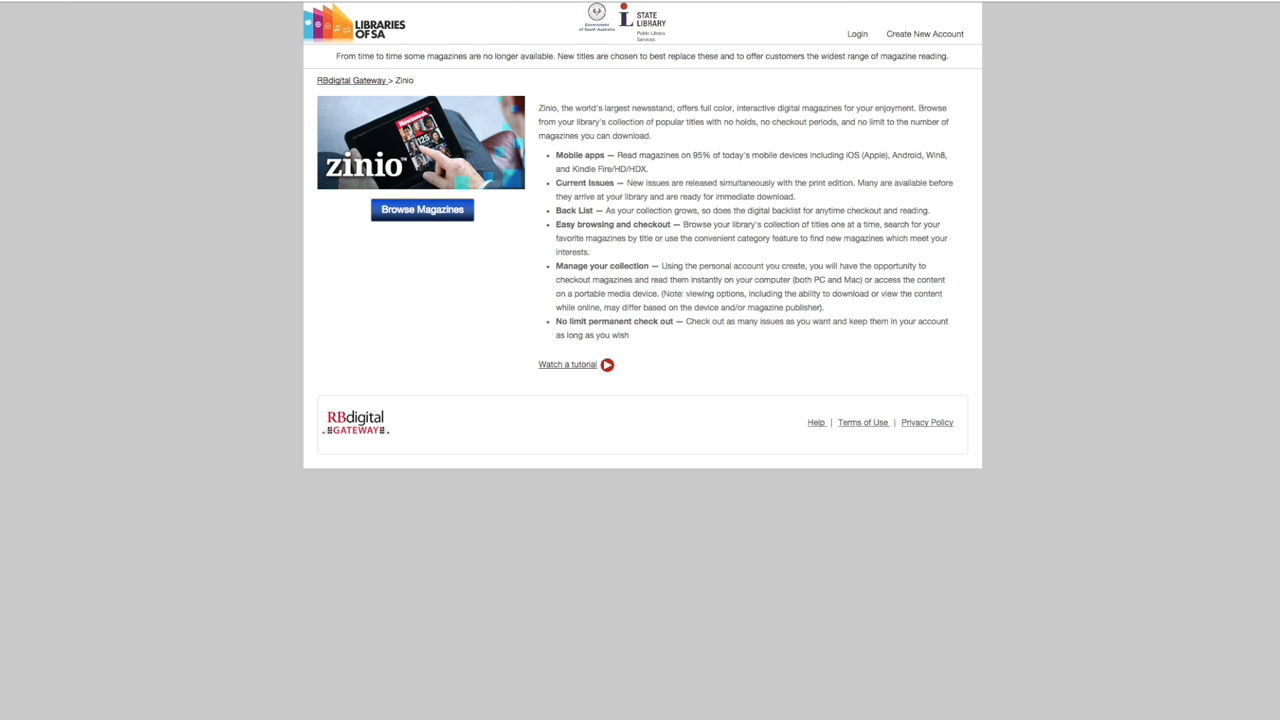 LIBRARIES
OF SA
Government
of South Australia
STATE
LIBRARY
Public Library
Services
Login
Create New Account
From time to time some magazines are no longer available. New titles are chosen to best replace these and to offer customers the widest range of magazine reading.
RBdigital Gateway > Zinio
zinio™
Browse Magazines
Zinio, the world's largest newsstand, offers full color, interactive digital magazines for your enjoyment. Browse
from your library's collection of popular titles with no holds, no checkout periods, and no limit to the number of
magazines you can download.
• Mobile apps — Read magazines on 95% of today's mobile devices including iOS (Apple), Android, Win8,
and Kindle Fire/HD/HDX.
• Current Issues — New issues are released simultaneously with the print edition. Many are available before
they arrive at your library and are ready for immediate download.
• Back List — As your collection grows, so does the digital backlist for anytime checkout and reading.
• Easy browsing and checkout — Browse your library's collection of titles one at a time, search for your
favorite magazines by title or use the convenient category feature to find new magazines which meet your
interests.
• Manage your collection — Using the personal account you create, you will have the opportunity to
checkout magazines and read them instantly on your computer (both PC and Mac) or access the content
on a portable media device. (Note: viewing options, including the ability to download or view the content
while online, may differ based on the device and/or magazine publisher).
• No limit permanent check out — Check out as many issues as you want and keep them in your account
as long as you wish
Watch a tutorial
RBdigital
GATEWAY
Help | Terms of Use | Privacy Policy